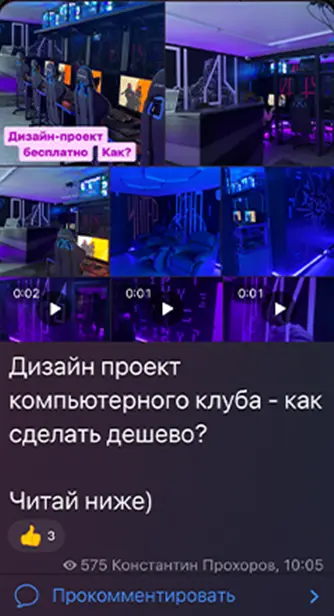 Дизайн-проект
бесплатно Как?
0:02 0:01 0:01
Дизайн проект
компьютерного клуба - как
сделать дешево?
Читай ниже)
3
575 Константин Прохоров, 10:05
Прокомментировать